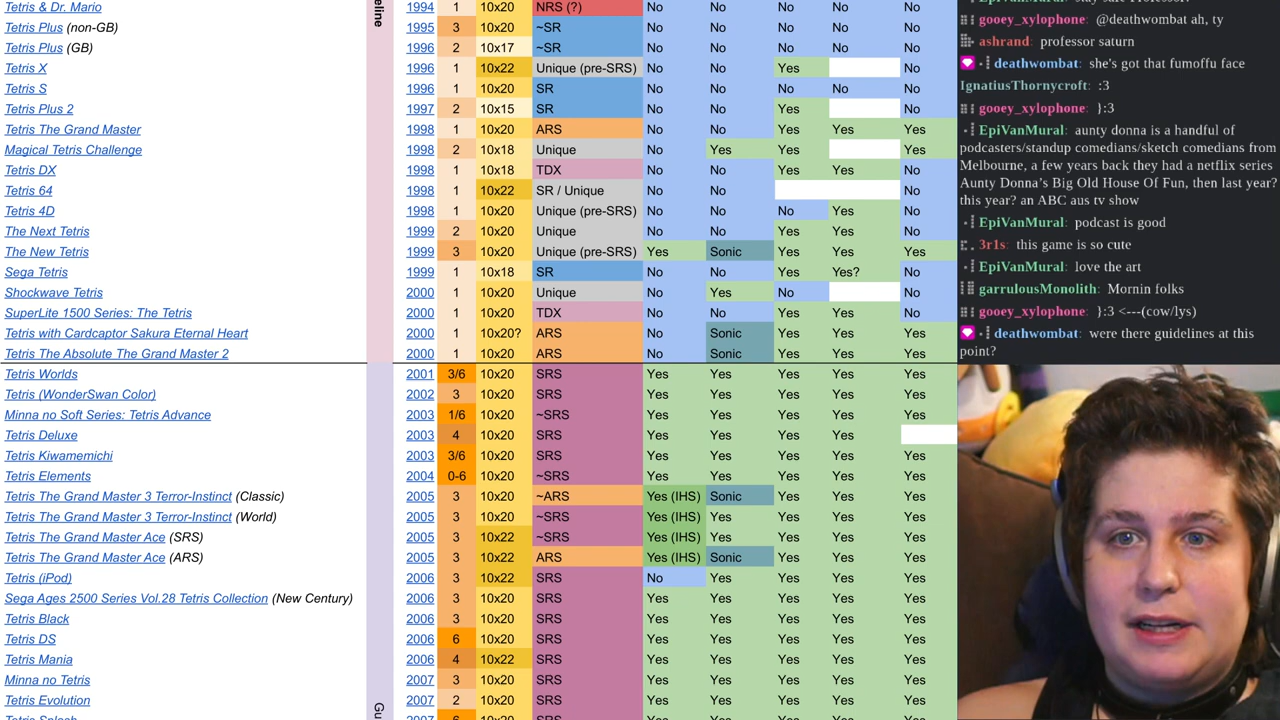 eline
Tetris & Dr. Mario 1994 1 10x20 NRS (?) No No No No No
Tetris Plus (non-GB) 1995 3 10x20 ~SR No No No No No
Tetris Plus (GB) 1996 2 10x17 ~SR No No No No No
Tetris X 1996 1 10x22 Unique (pre-SRS) No No Yes No
Tetris S 1996 1 10x20 SR No No No No No
Tetris Plus 2 1997 2 10x15 SR No No Yes No
Tetris The Grand Master 1998 1 10x20 ARS No No Yes Yes Yes
Magical Tetris Challenge 1998 2 10x18 Unique No Yes Yes Yes
Tetris DX 1998 1 10x18 TDX No No Yes Yes No
Tetris 64 1998 1 10x22 SR / Unique No No No
Tetris 4D 1998 1 10x20 Unique (pre-SRS) No No No Yes No
The Next Tetris 1999 2 10x20 Unique No No Yes Yes No
The New Tetris 1999 3 10x20 Unique (pre-SRS) Yes Sonic Yes Yes Yes
Sega Tetris 1999 1 10x18 SR No No Yes Yes? No
Shockwave Tetris 2000 1 10x20 Unique No Yes No No
SuperLite 1500 Series: The Tetris 2000 1 10x20 TDX No No Yes Yes No
Tetris with Cardcaptor Sakura Eternal Heart 2000 1 10x20? ARS No Sonic Yes Yes Yes
Tetris The Absolute The Grand Master 2 2000 1 10x20 ARS No Sonic Yes Yes Yes
Tetris Worlds 2001 3/6 10x20 SRS Yes Yes Yes Yes Yes
Tetris (WonderSwan Color) 2002 3 10x20 SRS Yes Yes Yes Yes Yes
Minna no Soft Series: Tetris Advance 2003 1/6 10x20 ~SRS Yes Yes Yes Yes Yes
Tetris Deluxe 2003 4 10x20 SRS Yes Yes Yes Yes
Tetris Kiwamemichi 2003 3/6 10x20 SRS Yes Yes Yes Yes Yes
Tetris Elements 2004 0-6 10x20 ~SRS Yes Yes Yes Yes Yes
Tetris The Grand Master 3 Terror-Instinct (Classic) 2005 3 10x20 ~ARS Yes (IHS) Sonic Yes Yes Yes
Tetris The Grand Master 3 Terror-Instinct (World) 2005 3 10x20 ~SRS Yes (IHS) Yes Yes Yes Yes
Tetris The Grand Master Ace (SRS) 2005 3 10x22 ~SRS Yes (IHS) Yes Yes Yes Yes
Tetris The Grand Master Ace (ARS) 2005 3 10x22 ARS Yes (IHS) Sonic Yes Yes Yes
Tetris (iPod) 2006 3 10x22 SRS No Yes Yes Yes Yes
Sega Ages 2500 Series Vol.28 Tetris Collection (New Century) 2006 3 10x20 SRS Yes Yes Yes Yes Yes
Tetris Black 2006 3 10x20 SRS Yes Yes Yes Yes Yes
Tetris DS 2006 6 10x20 SRS Yes Yes Yes Yes Yes
Tetris Mania 2006 4 10x22 SRS Yes Yes Yes Yes Yes
Minna no Tetris 2007 3 10x20 SRS Yes Yes Yes Yes Yes
Tetris Evolution 2007 2 10x20 SRS Yes Yes Yes Yes Yes
Gu
gooey_xylophone: @deathwombat ah, ty
ashrand: professor saturn
deathwombat: she's got that fumoffu face
IgnatiusThornycroft: :3
gooey_xylophone: }:3
EpiVanMural: aunty donna is a handful of
podcasters/standup comedians/sketch comedians from
Melbourne, a few years back they had a netflix series
Aunty Donna's Big Old House Of Fun, then last year?
this year? an ABC aus tv show
EpiVanMural: podcast is good
3r1s: this game is so cute
EpiVanMural: love the art
garrulousMonolith: Mornin folks
gooey_xylophone: }:3 <---(cow/lys)
deathwombat: were there guidelines at this
point?